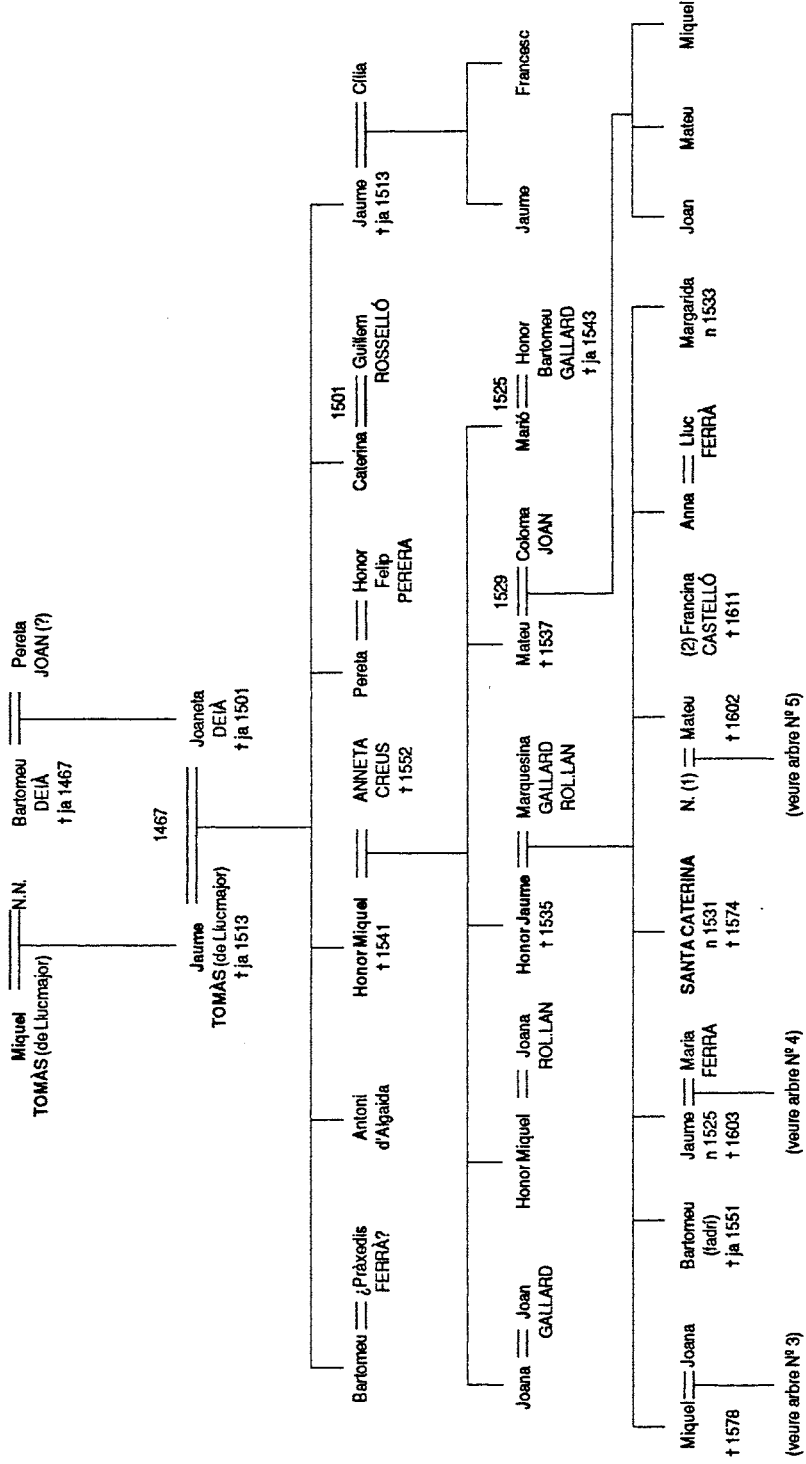 Miquel
TOMÀS (de Llucmajor)
N.N.
Bartomeu
DEIÀ
† ja 1467
Pereta
JOAN (?)
1467
Jaume
TOMÀS (de Llucmajor)
† ja 1513
Joaneta
DEIÀ
† ja 1501
Bartomeu
¿Pràxedis
FERRÀ?
Antoni
d'Algaida
Honor Miquel
† 1541
ANNETA
CREUS
† 1552
Pereta
Honor
Felip
PERERA
1501
Caterina
Guillem
ROSSELLÓ
Jaume
† ja 1513
Cília
Joana
Joan
GALLARD
Honor Miquel
Joana
ROL.LAN
Honor Jaume
† 1535
Marquesina
GALLARD
ROL.LAN
1529
Mateu
† 1537
Coloma
JOAN
1525
Marió
Honor
Bartomeu
GALLARD
† ja 1543
Jaume
Francesc
Miquel
† 1578
Joana
(veure arbre Nº 3)
Bartomeu
(fadrí)
† ja 1551
Jaume
n 1525
† 1603
Maria
FERRÀ
(veure arbre Nº 4)
SANTA CATERINA
n 1531
† 1574
N. (1)
Mateu
† 1602
(veure arbre Nº 5)
(2) Francina
CASTELLÓ
† 1611
Anna
Lluc
FERRÀ
Margarida
n 1533
Joan
Mateu
Miquel